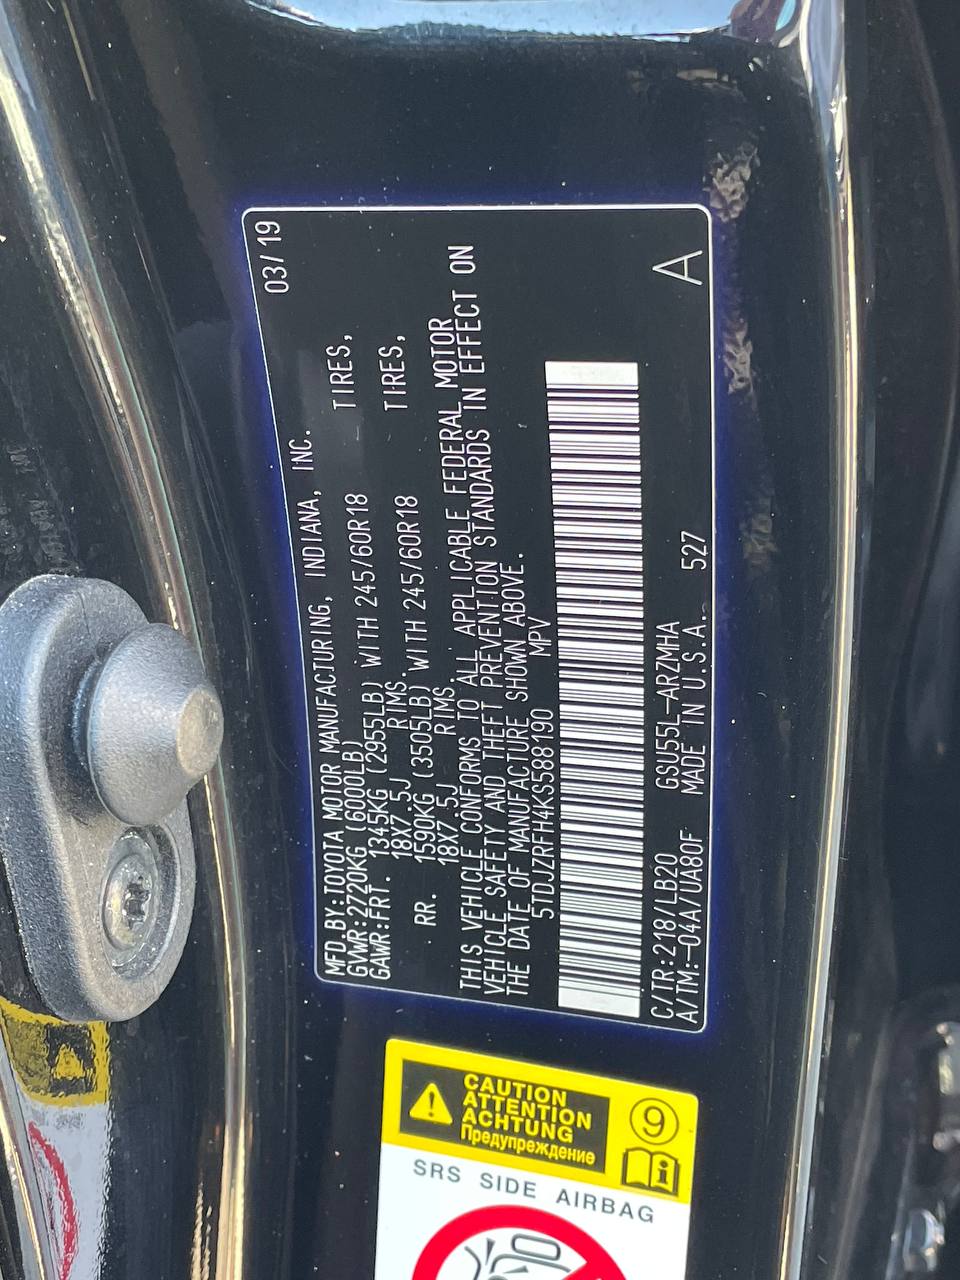 03/19
MFD.BY:TOYOTA MOTOR MANUFACTURING, INDIANA, INC.
GVWR:2720KG (6000LB)
GAWR:FRT. 1345KG (2955LB) WITH 245/60R18 TIRES,
18X7.5J RIMS.
RR. 1590KG (3505LB) WITH 245/60R18 TIRES,
18X7.5J RIMS
THIS VEHICLE CONFORMS TO ALL APPLICABLE FEDERAL MOTOR
VEHICLE SAFETY AND THEFT PREVENTION STANDARDS IN EFFECT ON
THE DATE OF MANUFACTURE SHOWN ABOVE.
5TDJZRFH4KS588190 MPV
C/TR:218/LB20 GSU55L-ARZMHA
A/TM:-04A/UA80F MADE IN U.S.A. 527
A
CAUTION
ATTENTION
ACHTUNG
Предупреждение
9
SRS SIDE AIRBAG